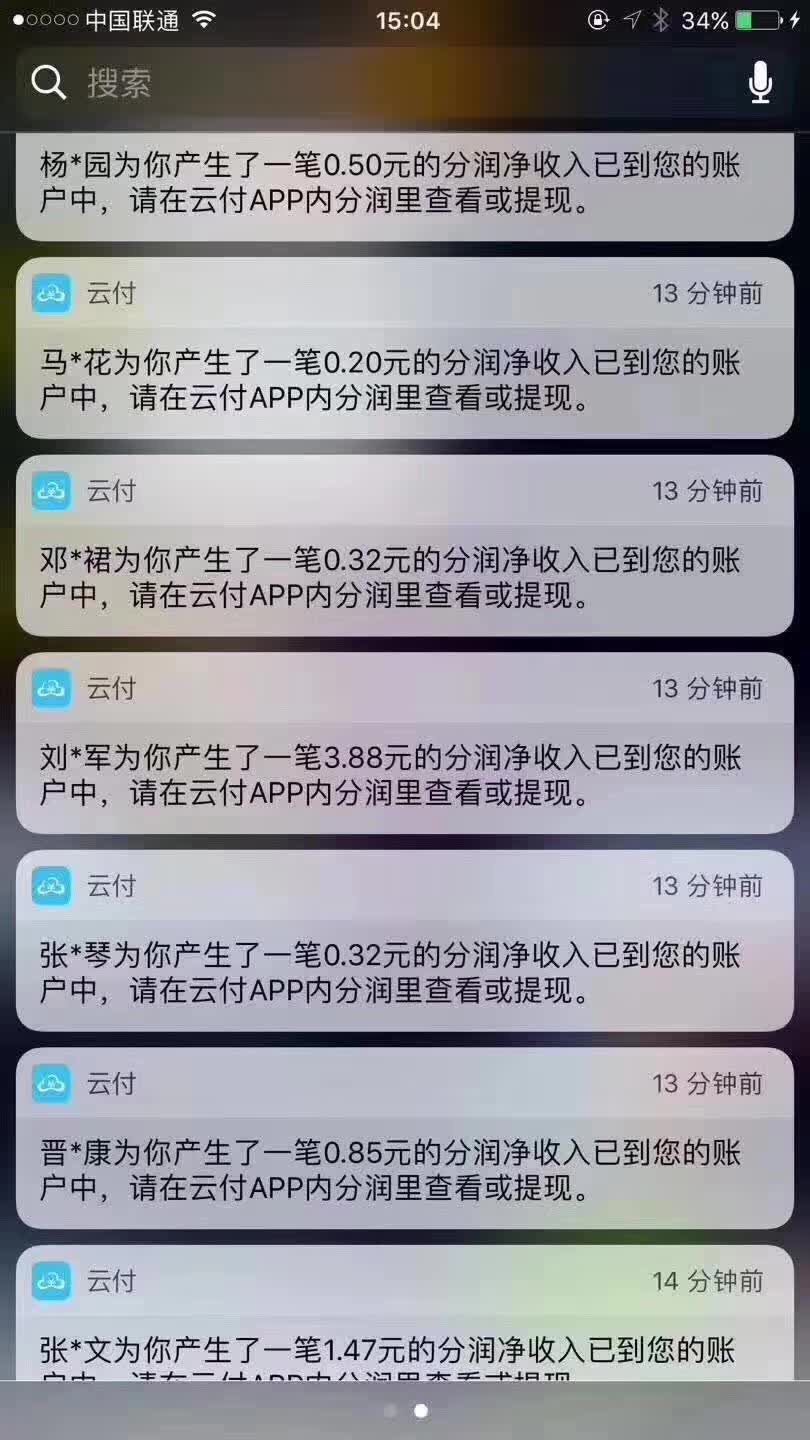 中国联通 15:04 34%
搜索
杨*园为你产生了一笔0.50元的分润净收入已到您的账
户中，请在云付APP内分润里查看或提现。
云付 13 分钟前
马*花为你产生了一笔0.20元的分润净收入已到您的账
户中，请在云付APP内分润里查看或提现。
云付 13 分钟前
邓*裙为你产生了一笔0.32元的分润净收入已到您的账
户中，请在云付APP内分润里查看或提现。
云付 13 分钟前
刘*军为你产生了一笔3.88元的分润净收入已到您的账
户中，请在云付APP内分润里查看或提现。
云付 13 分钟前
张*琴为你产生了一笔0.32元的分润净收入已到您的账
户中，请在云付APP内分润里查看或提现。
云付 13 分钟前
晋*康为你产生了一笔0.85元的分润净收入已到您的账
户中，请在云付APP内分润里查看或提现。
云付 14 分钟前
张*文为你产生了一笔1.47元的分润净收入已到您的账